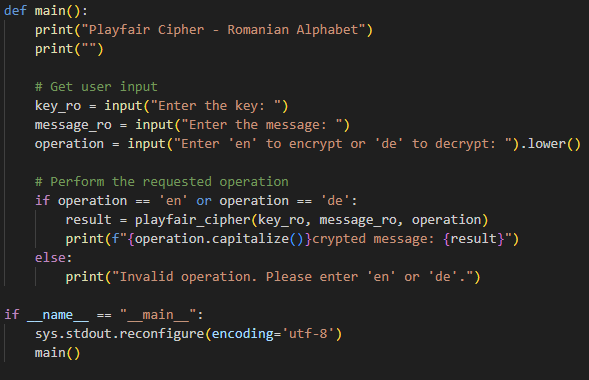 def main():
    print("Playfair Cipher - Romanian Alphabet")
    print("")
    # Get user input
    key_ro = input("Enter the key: ")
    message_ro = input("Enter the message: ")
    operation = input("Enter 'en' to encrypt or 'de' to decrypt: ").lower()
    # Perform the requested operation
    if operation == 'en' or operation == 'de':
        result = playfair_cipher(key_ro, message_ro, operation)
        print(f"{operation.capitalize()}crypted message: {result}")
    else:
        print("Invalid operation. Please enter 'en' or 'de'.")
if __name__ == "__main__":
    sys.stdout.reconfigure(encoding='utf-8')
    main()